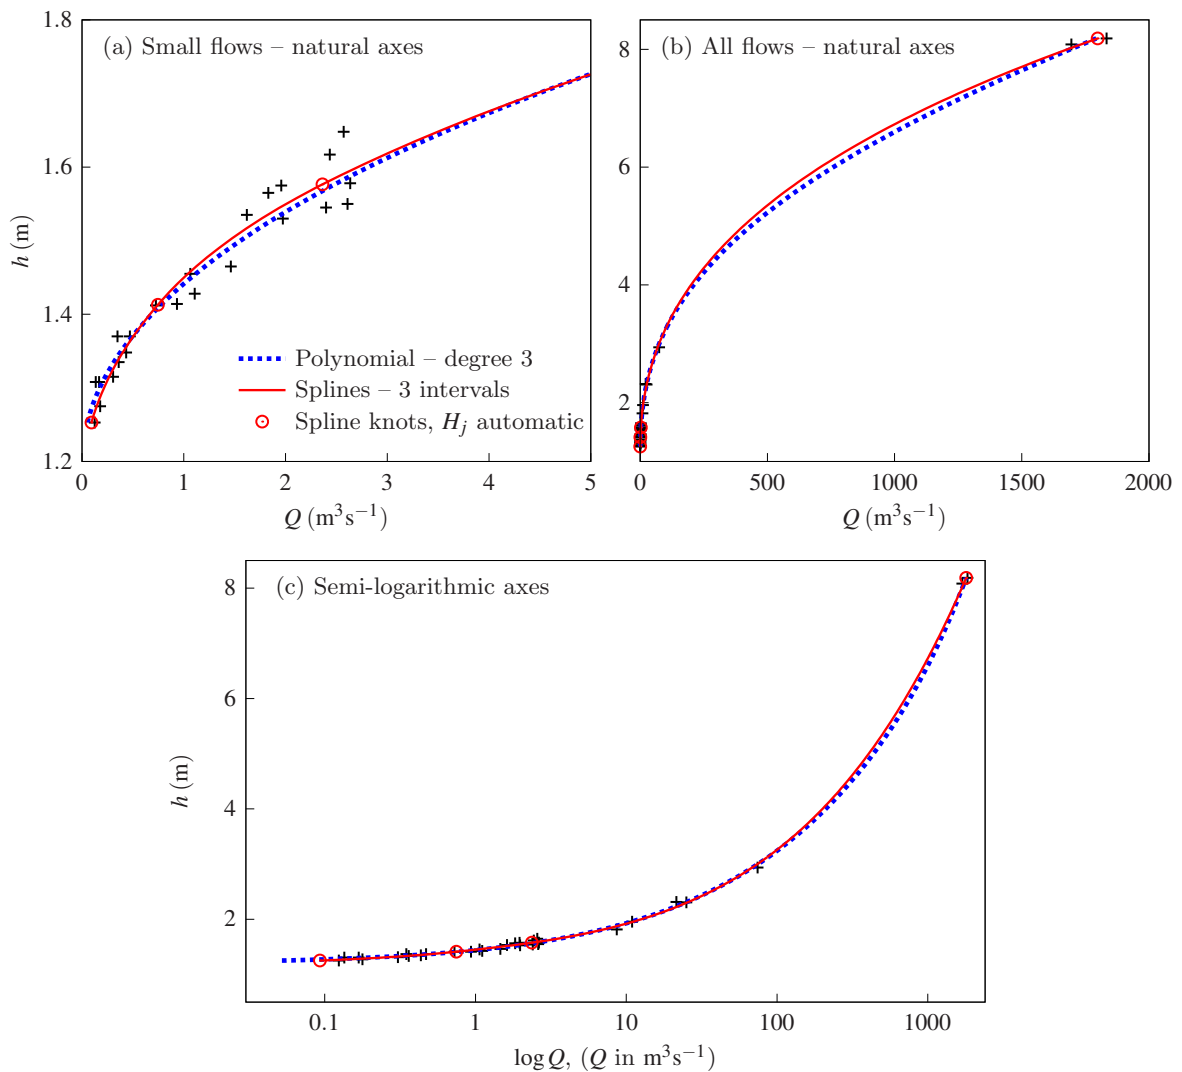 (a) Small flows – natural axes
1.8
1.6
1.4
1.2
h (m)
Polynomial – degree 3
Splines – 3 intervals
Spline knots, Hⱼ automatic
0 1 2 3 4 5
Q (m³s⁻¹)
(b) All flows – natural axes
8
6
4
2
0 500 1000 1500 2000
Q (m³s⁻¹)
(c) Semi-logarithmic axes
8
6
4
2
h (m)
0.1 1 10 100 1000
log Q, (Q in m³s⁻¹)